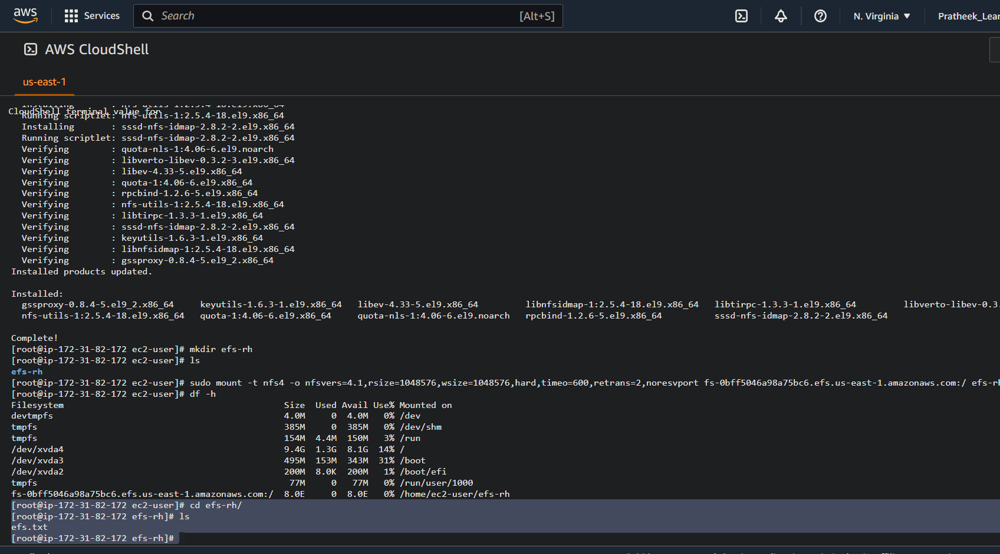 aws
Services
Search
[Alt+S]
N. Virginia ▼
Pratheek_Lear
AWS CloudShell
us-east-1
CloudShell terminal value for
Installing : nfs-utils-1:2.5.4-18.el9.x86_64
Running scriptlet: nfs-utils-1:2.5.4-18.el9.x86_64
Installing : sssd-nfs-idmap-2.8.2-2.el9.x86_64
Running scriptlet: sssd-nfs-idmap-2.8.2-2.el9.x86_64
Verifying : quota-nls-1:4.06-6.el9.noarch
Verifying : libverto-libev-0.3.2-3.el9.x86_64
Verifying : libev-4.33-5.el9.x86_64
Verifying : quota-1:4.06-6.el9.x86_64
Verifying : rpcbind-1.2.6-5.el9.x86_64
Verifying : nfs-utils-1:2.5.4-18.el9.x86_64
Verifying : libtirpc-1.3.3-1.el9.x86_64
Verifying : sssd-nfs-idmap-2.8.2-2.el9.x86_64
Verifying : keyutils-1.6.3-1.el9.x86_64
Verifying : libnfsidmap-1:2.5.4-18.el9.x86_64
Verifying : gssproxy-0.8.4-5.el9_2.x86_64
Installed products updated.
Installed:
gssproxy-0.8.4-5.el9_2.x86_64 keyutils-1.6.3-1.el9.x86_64 libev-4.33-5.el9.x86_64 libnfsidmap-1:2.5.4-18.el9.x86_64 libtirpc-1.3.3-1.el9.x86_64 libverto-libev-0.3.
nfs-utils-1:2.5.4-18.el9.x86_64 quota-1:4.06-6.el9.x86_64 quota-nls-1:4.06-6.el9.noarch rpcbind-1.2.6-5.el9.x86_64 sssd-nfs-idmap-2.8.2-2.el9.x86_64
Complete!
[root@ip-172-31-82-172 ec2-user]# mkdir efs-rh
[root@ip-172-31-82-172 ec2-user]# ls
efs-rh
[root@ip-172-31-82-172 ec2-user]# sudo mount -t nfs4 -o nfsvers=4.1,rsize=1048576,wsize=1048576,hard,timeo=600,retrans=2,noresvport fs-0bff5046a98a75bc6.efs.us-east-1.amazonaws.com:/ efs-rh
[root@ip-172-31-82-172 ec2-user]# df -h
Filesystem Size Used Avail Use% Mounted on
devtmpfs 4.0M 0 4.0M 0% /dev
tmpfs 385M 0 385M 0% /dev/shm
tmpfs 154M 4.4M 150M 3% /run
/dev/xvda4 9.4G 1.3G 8.1G 14% /
/dev/xvda3 495M 153M 343M 31% /boot
/dev/xvda2 200M 8.0K 200M 1% /boot/efi
tmpfs 77M 0 77M 0% /run/user/1000
fs-0bff5046a98a75bc6.efs.us-east-1.amazonaws.com:/ 8.0E 0 8.0E 0% /home/ec2-user/efs-rh
[root@ip-172-31-82-172 ec2-user]# cd efs-rh/
[root@ip-172-31-82-172 efs-rh]# ls
efs.txt
[root@ip-172-31-82-172 efs-rh]#